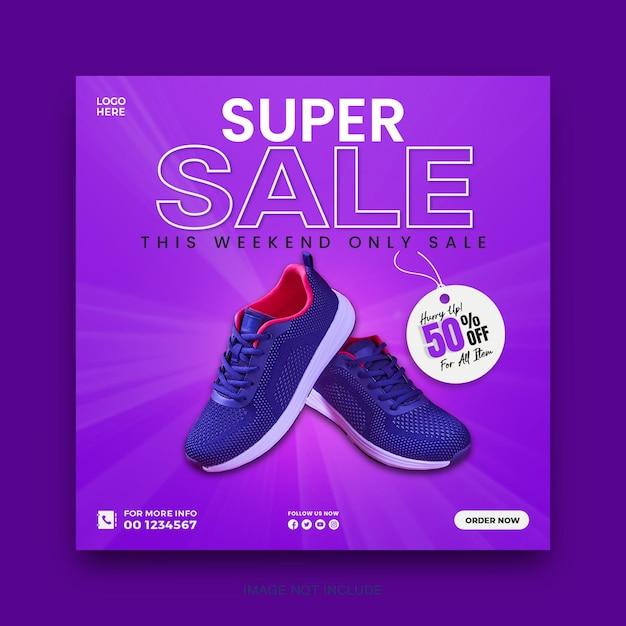 LOGO
HERE
SUPER
SALE
THIS WEEKEND ONLY SALE
Hurry Up!
50% OFF
For All Item
FOR MORE INFO
00 1234567
FOLLOW US NOW
ORDER NOW
IMAGE NOT INCLUDE